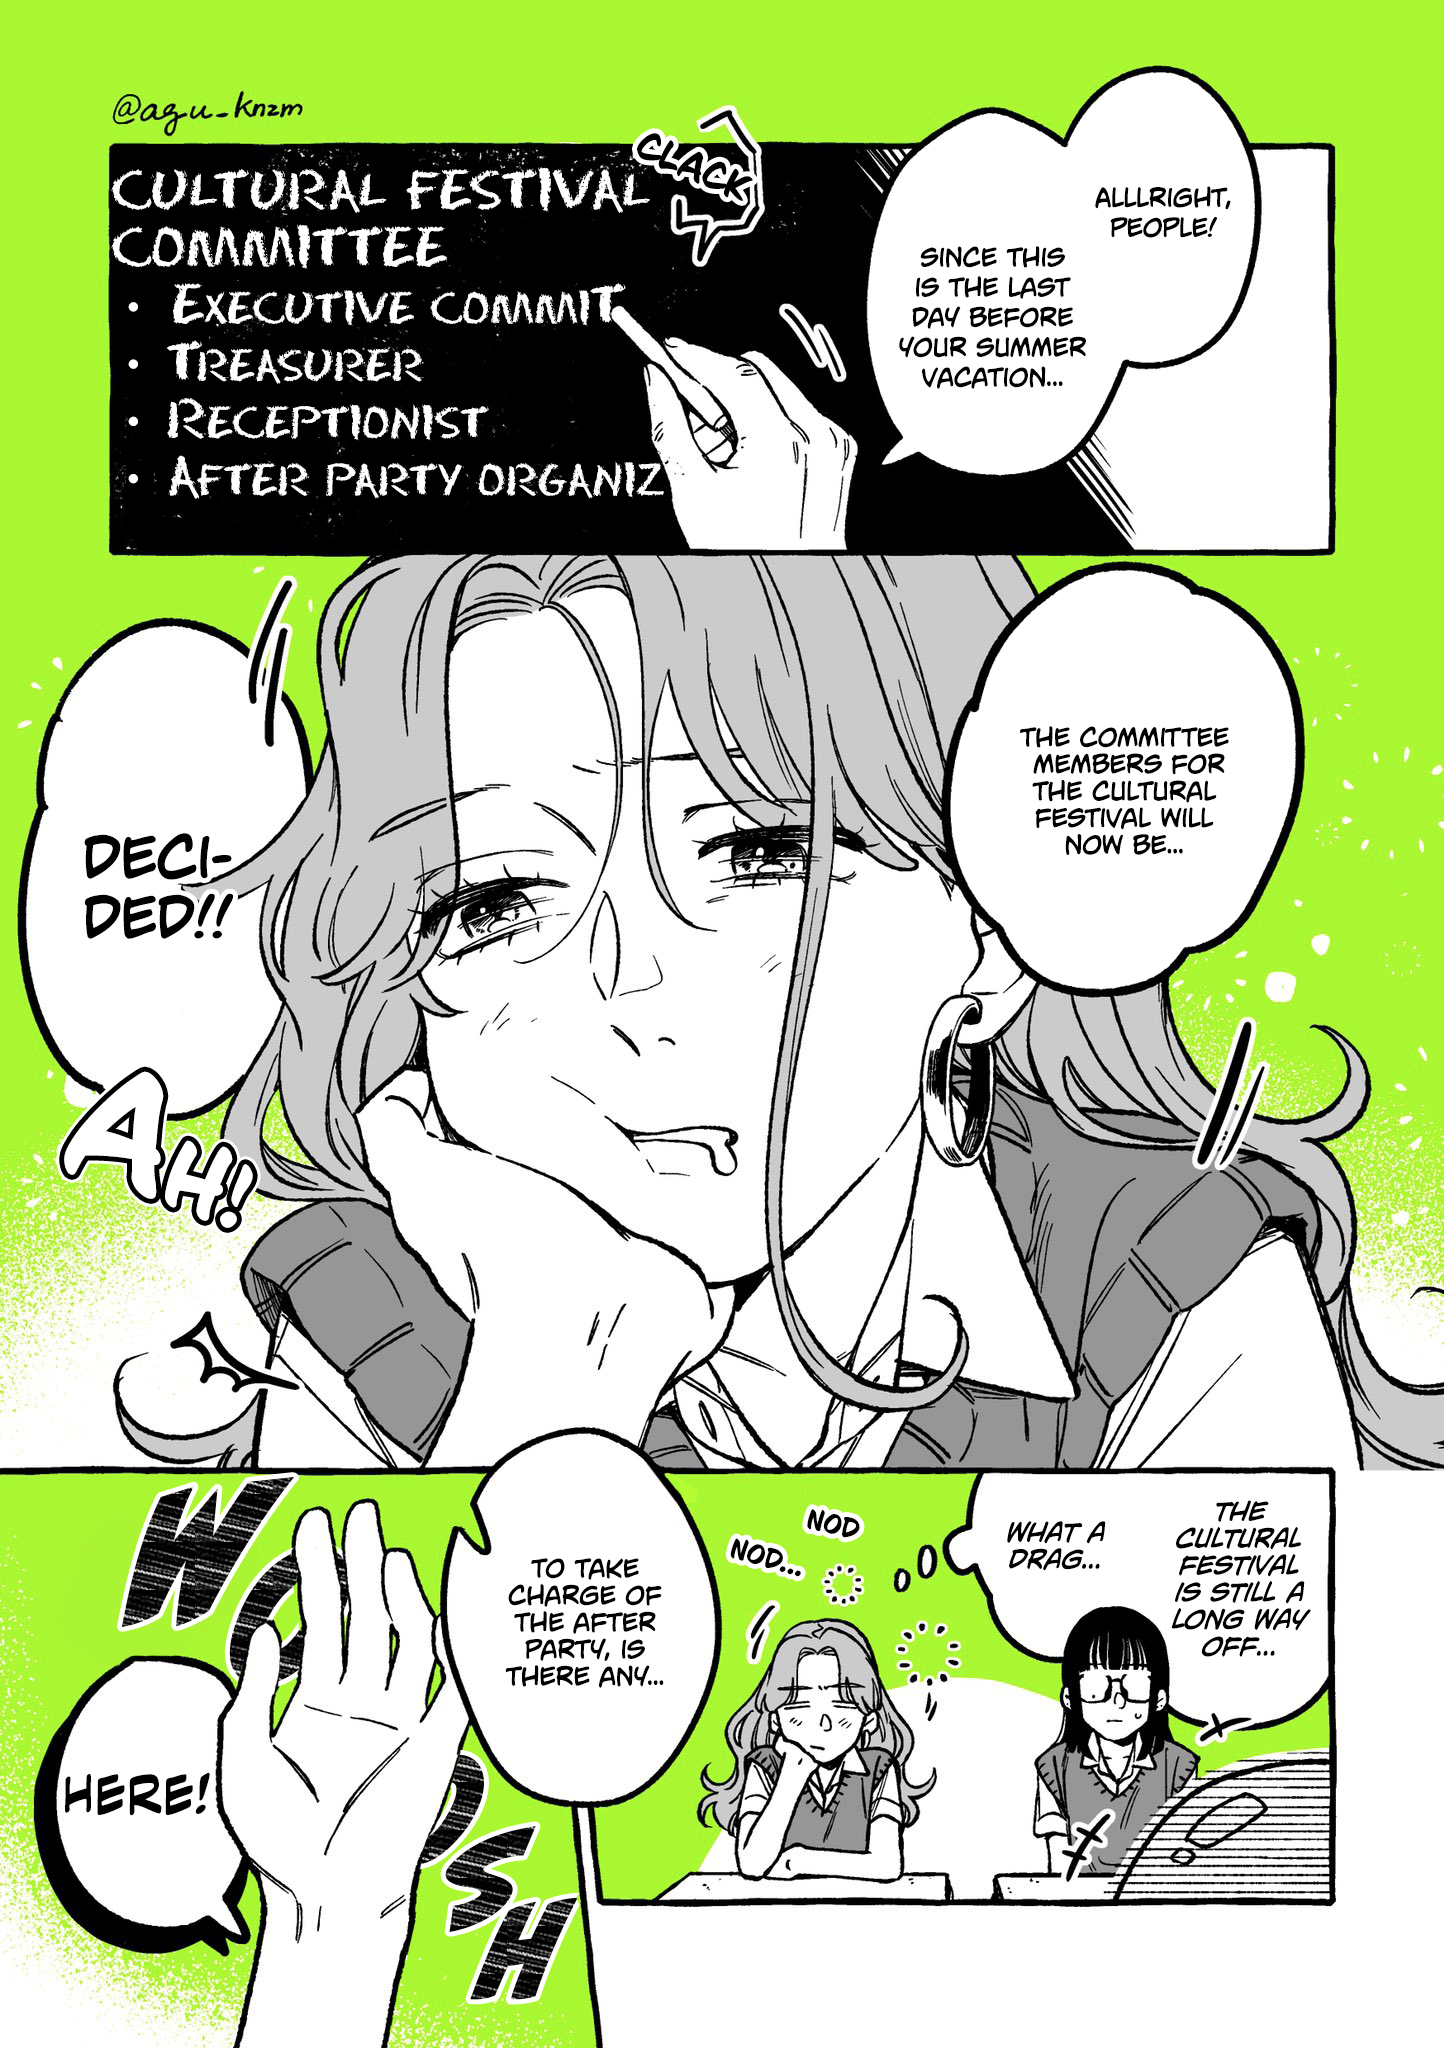 @agu_knzm
CLACK
CULTURAL FESTIVAL
COMMITTEE
• EXECUTIVE COMMIT
• TREASURER
• RECEPTIONIST
• AFTER PARTY ORGANIZ
ALLLRIGHT,
PEOPLE!
SINCE THIS
IS THE LAST
DAY BEFORE
YOUR SUMMER
VACATION...
THE COMMITTEE
MEMBERS FOR
THE CULTURAL
FESTIVAL WILL
NOW BE...
DECI-
DED!!
AH!
THE
CULTURAL
FESTIVAL
IS STILL A
LONG WAY
OFF...
WHAT A
DRAG...
NOD
NOD...
TO TAKE
CHARGE OF
THE AFTER
PARTY, IS
THERE ANY...
WOOSH
HERE!